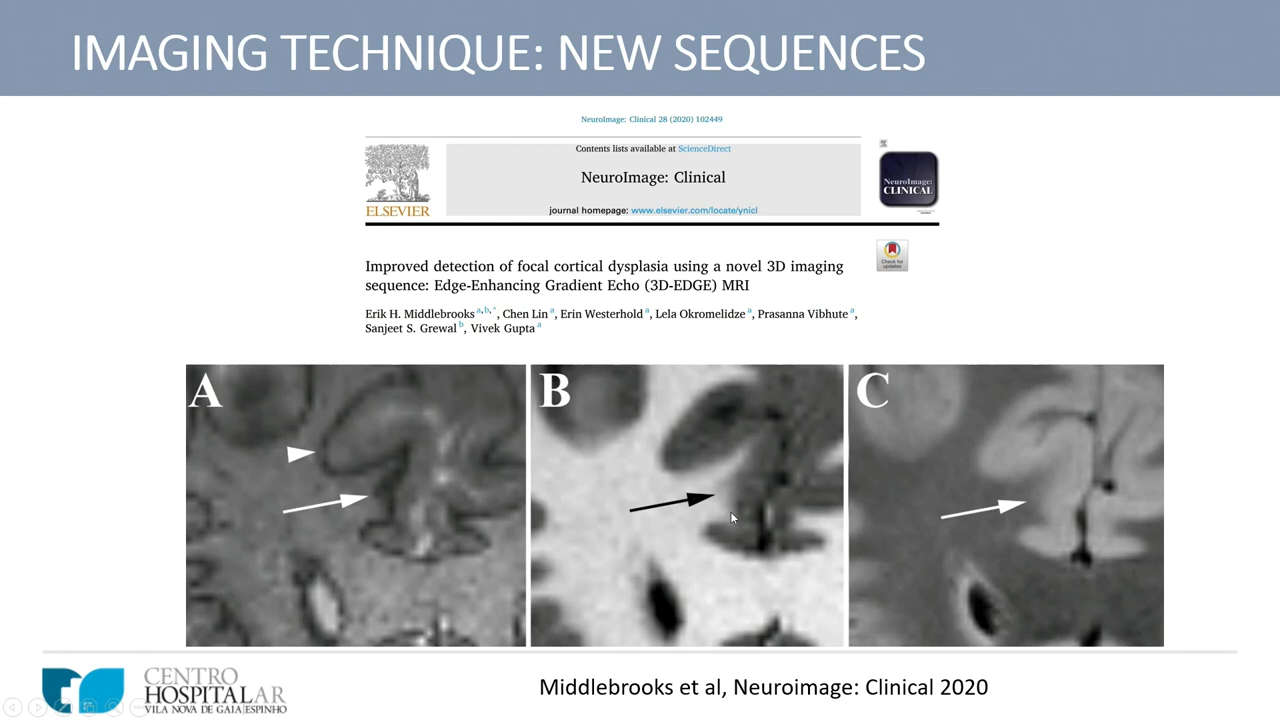 IMAGING TECHNIQUE: NEW SEQUENCES
NeuroImage: Clinical 28 (2020) 102449
Contents lists available at ScienceDirect
NeuroImage: Clinical
journal homepage: www.elsevier.com/locate/ynicl
ELSEVIER
NeuroImage:
CLINICAL
Check for
updates
Improved detection of focal cortical dysplasia using a novel 3D imaging
sequence: Edge-Enhancing Gradient Echo (3D-EDGE) MRI
Erik H. Middlebrooks a,b,*, Chen Lin a, Erin Westerhold a, Lela Okromelidze a, Prasanna Vibhute a,
Sanjeet S. Grewal b, Vivek Gupta a
A B C
CENTRO
HOSPITALAR
VILA NOVA DE GAIA|ESPINHO
Middlebrooks et al, Neuroimage: Clinical 2020